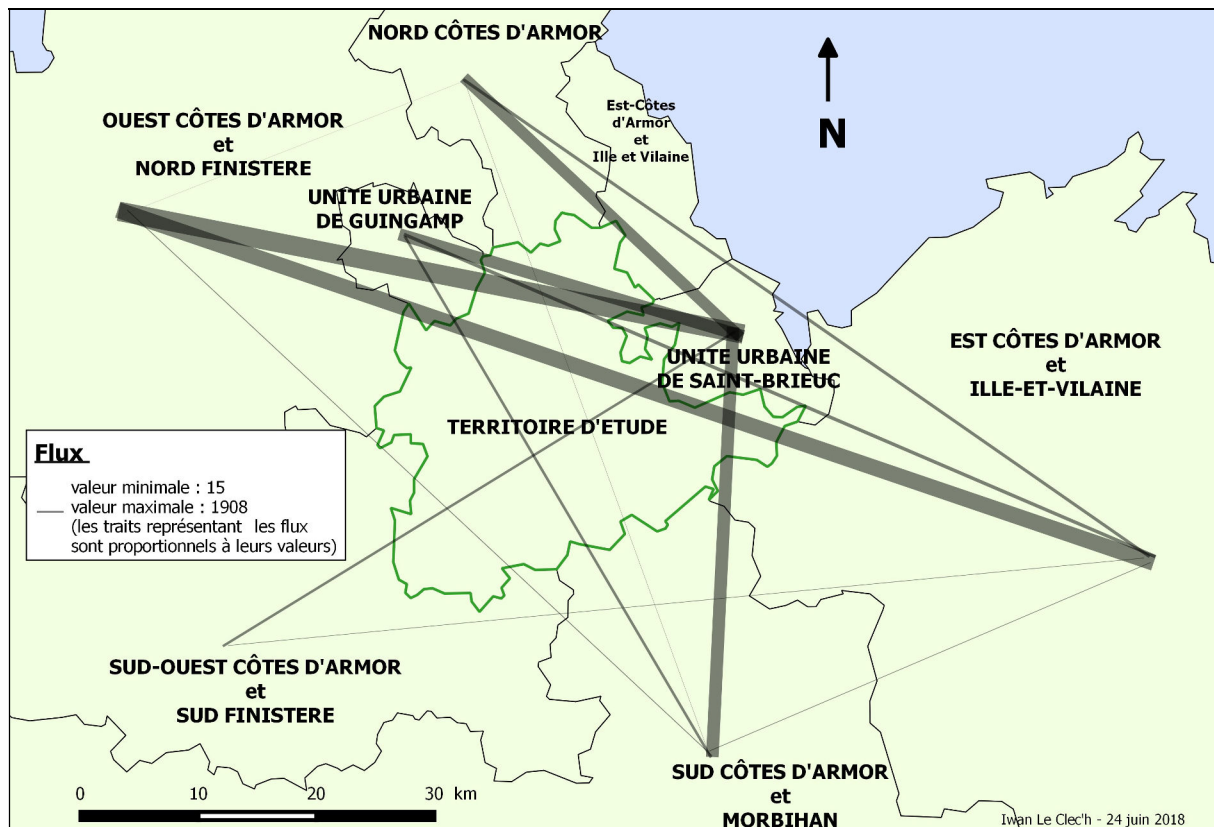 NORD CÔTES D'ARMOR
Est-Côtes
d'Armor
et
Ille et Vilaine
N
OUEST CÔTES D'ARMOR
et
NORD FINISTERE
UNITE URBAINE
DE GUINGAMP
EST CÔTES D'ARMOR
et
ILLE-ET-VILAINE
UNITE URBAINE
DE SAINT-BRIEUC
TERRITOIRE D'ETUDE
Flux
valeur minimale : 15
valeur maximale : 1908
(les traits représentant les flux
sont proportionnels à leurs valeurs)
SUD-OUEST CÔTES D'ARMOR
et
SUD FINISTERE
SUD CÔTES D'ARMOR
et
MORBIHAN
0 10 20 30 km
Iwan Le Clec'h - 24 juin 2018